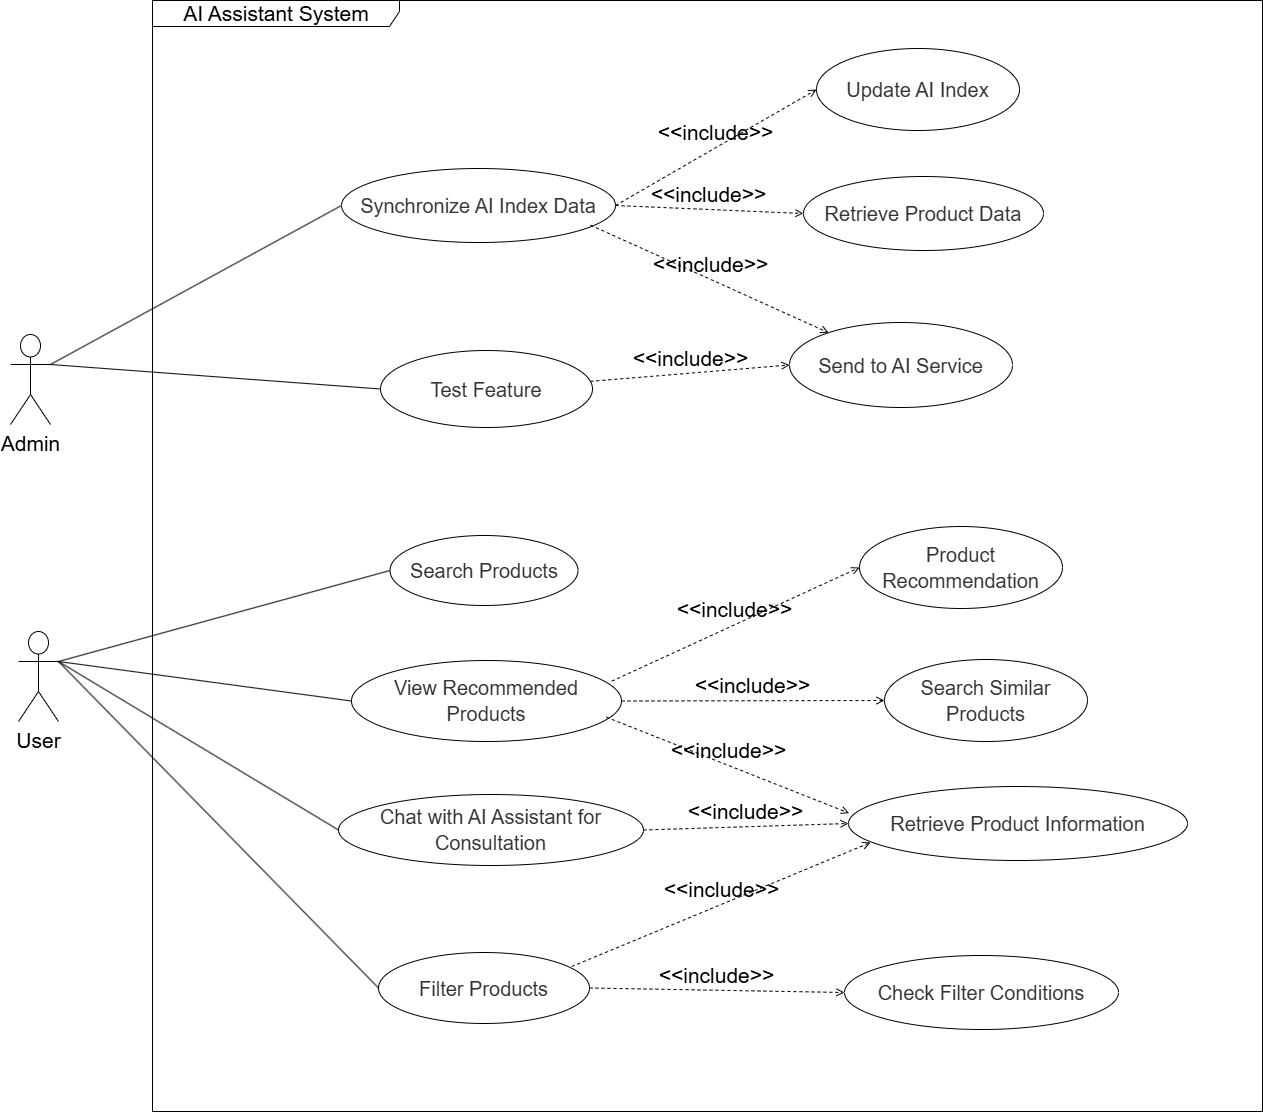 AI Assistant System
Update AI Index
<<include>>
Synchronize AI Index Data
<<include>>
Retrieve Product Data
<<include>>
Admin
Test Feature
<<include>>
Send to AI Service
Search Products
Product
Recommendation
<<include>>
User
View Recommended
Products
<<include>>
Search Similar
Products
<<include>>
Chat with AI Assistant for
Consultation
<<include>>
Retrieve Product Information
<<include>>
Filter Products
<<include>>
Check Filter Conditions